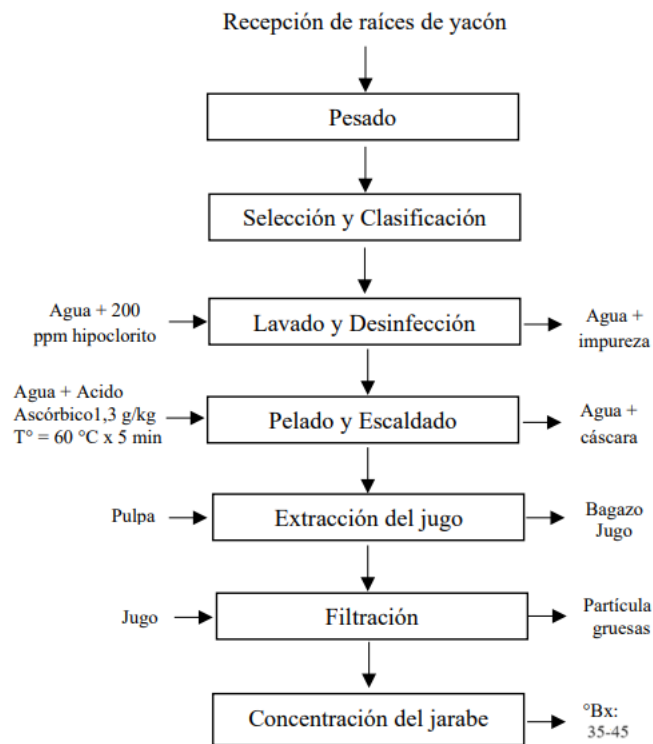 Recepción de raíces de yacón
Pesado
Selección y Clasificación
Agua + 200
ppm hipoclorito
Lavado y Desinfección
Agua +
impureza
Agua + Acido
Ascórbico1,3 g/kg
T° = 60 °C x 5 min
Pelado y Escaldado
Agua +
cáscara
Pulpa
Extracción del jugo
Bagazo
Jugo
Jugo
Filtración
Partícula
gruesas
Concentración del jarabe
°Bx:
35-45